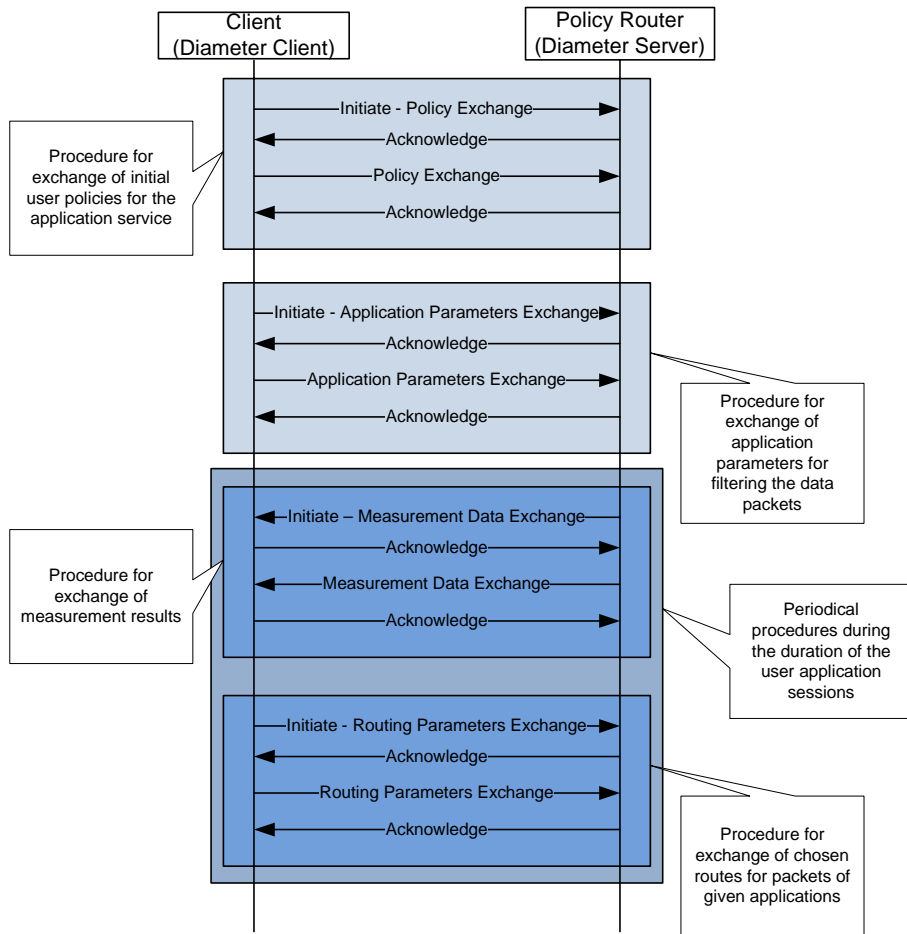 Client
(Diameter Client)
Policy Router
(Diameter Server)
Initiate - Policy Exchange
Acknowledge
Policy Exchange
Acknowledge
Procedure for
exchange of initial
user policies for the
application service
Initiate - Application Parameters Exchange
Acknowledge
Application Parameters Exchange
Acknowledge
Procedure for
exchange of
application
parameters for
filtering the data
packets
Initiate – Measurement Data Exchange
Acknowledge
Measurement Data Exchange
Acknowledge
Procedure for
exchange of
measurement results
Periodical
procedures during
the duration of the
user application
sessions
Initiate - Routing Parameters Exchange
Acknowledge
Routing Parameters Exchange
Acknowledge
Procedure for
exchange of chosen
routes for packets of
given applications